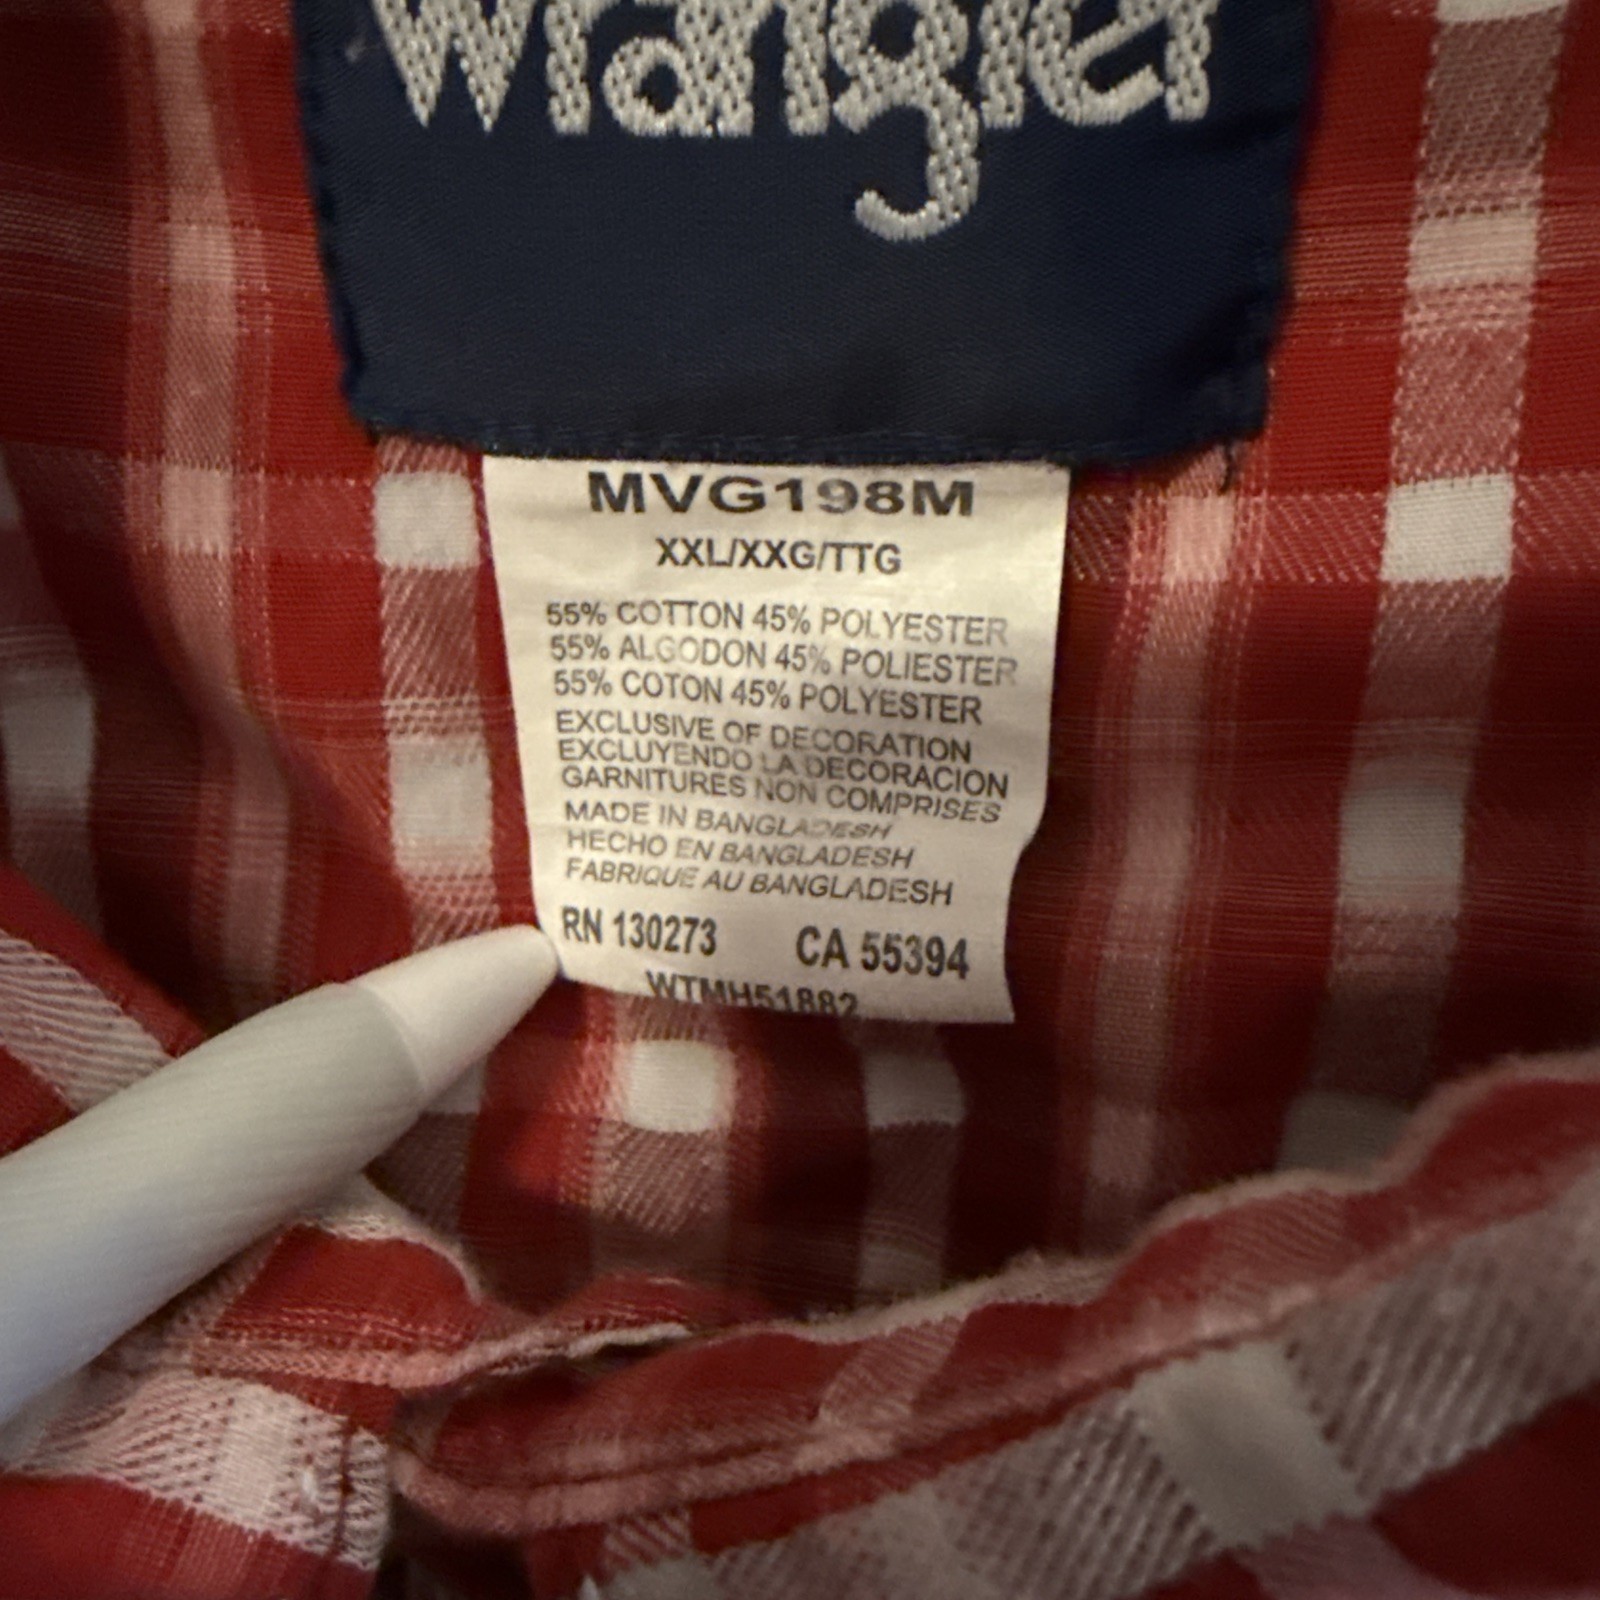 Wrangler
MVG198M
XXL/XXG/TTG
55% COTTON 45% POLYESTER
55% ALGODON 45% POLIESTER
55% COTON 45% POLYESTER
EXCLUSIVE OF DECORATION
EXCLUYENDO LA DECORACION
GARNITURES NON COMPRISES
MADE IN BANGLADESH
HECHO EN BANGLADESH
FABRIQUE AU BANGLADESH
RN 130273 CA 55394
WTMH51882